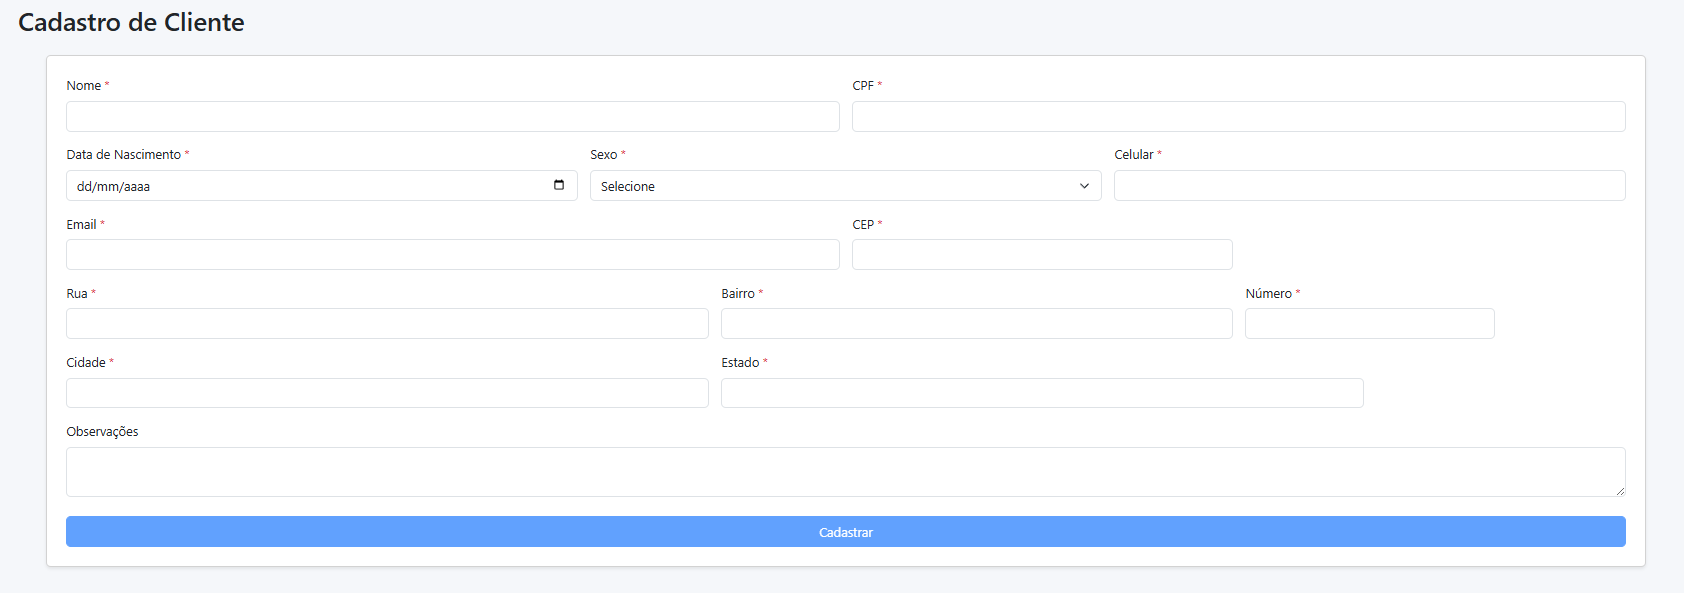 Cadastro de Cliente
Nome * CPF *
Data de Nascimento * Sexo * Celular *
dd/mm/aaaa Selecione
Email * CEP *
Rua * Bairro * Número *
Cidade * Estado *
Observações
Cadastrar